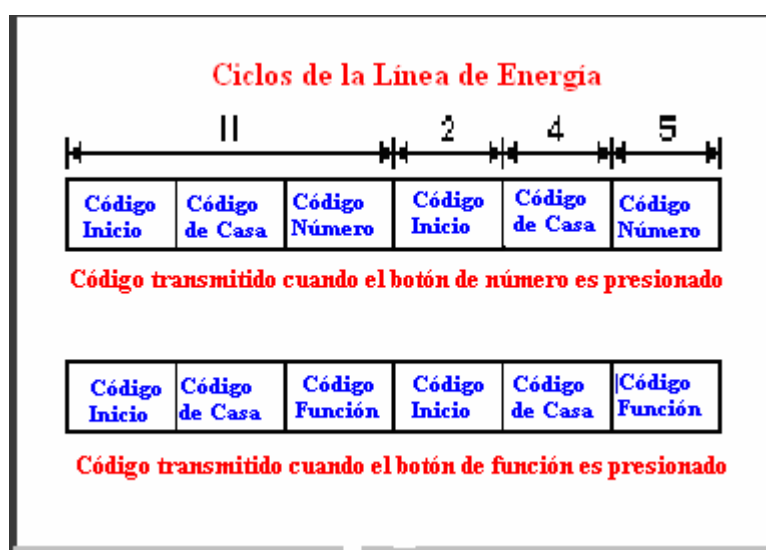 Ciclos de la Línea de Energía
11 2 4 5
Código Código Código Código Código Código
Inicio de Casa Número Inicio de Casa Número
Código transmitido cuando el botón de número es presionado
Código Código Código Código Código Código
Inicio de Casa Función Inicio de Casa Función
Código transmitido cuando el botón de función es presionado